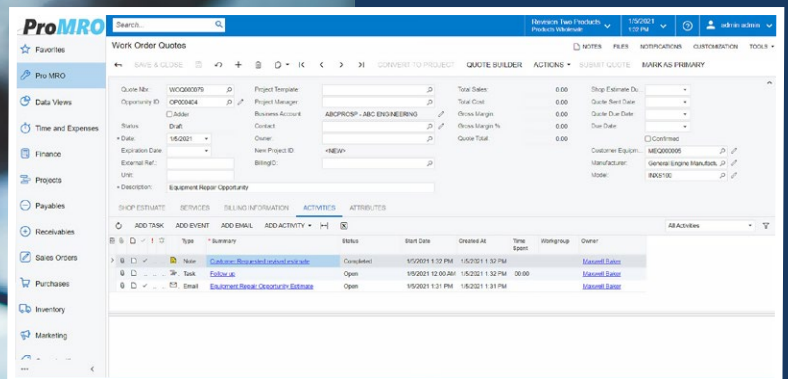 ProMRO
Search...
Revision Two Products
Products Wholesale
1/5/2021
1:32 PM
admin admin
Favorites
Pro MRO
Data Views
Time and Expenses
Finance
Projects
Payables
Receivables
Sales Orders
Purchases
Inventory
Marketing
Work Order Quotes
NOTES FILES NOTIFICATIONS CUSTOMIZATION TOOLS
SAVE & CLOSE CONVERT TO PROJECT QUOTE BUILDER ACTIONS SUBMIT QUOTE MARK AS PRIMARY
Quote Nbr. WOQ000079 Project Template: Total Sales: 0.00 Shop Estimate Du...
Opportunity ID OP000404 Project Manager: Total Cost: 0.00 Quote Sent Date
Adder Business Account ABCPROSP - ABC ENGINEERING Gross Margin: 0.00 Quote Due Date
Status Draft Contact: Gross Margin % 0.00 Due Date
* Date: 1/5/2021 Owner: Quote Total 0.00 Confirmed
Expiration Date New Project ID <NEW> Customer Equipm... MEQ000005
External Ref.: BillingID: Manufacturer: General Engine Manufactu
Unit: Model: INX9100
* Description: Equipment Repair Opportunity
SHOP ESTIMATE SERVICES BILLING INFORMATION ACTIVITIES ATTRIBUTES
ADD TASK ADD EVENT ADD EMAIL ADD ACTIVITY All Activities
Type * Summary Status Start Date Created At Time Spent Workgroup Owner
Note Customer Requested revised estimate Completed 1/5/2021 1:32 PM 1/5/2021 1:32 PM Maxwell Baker
Task Follow up Open 1/5/2021 12:00 AM 1/5/2021 1:32 PM 00:00 Maxwell Baker
Email Equipment Repair Opportunity Estimate Open 1/5/2021 1:31 PM 1/5/2021 1:31 PM Maxwell Baker